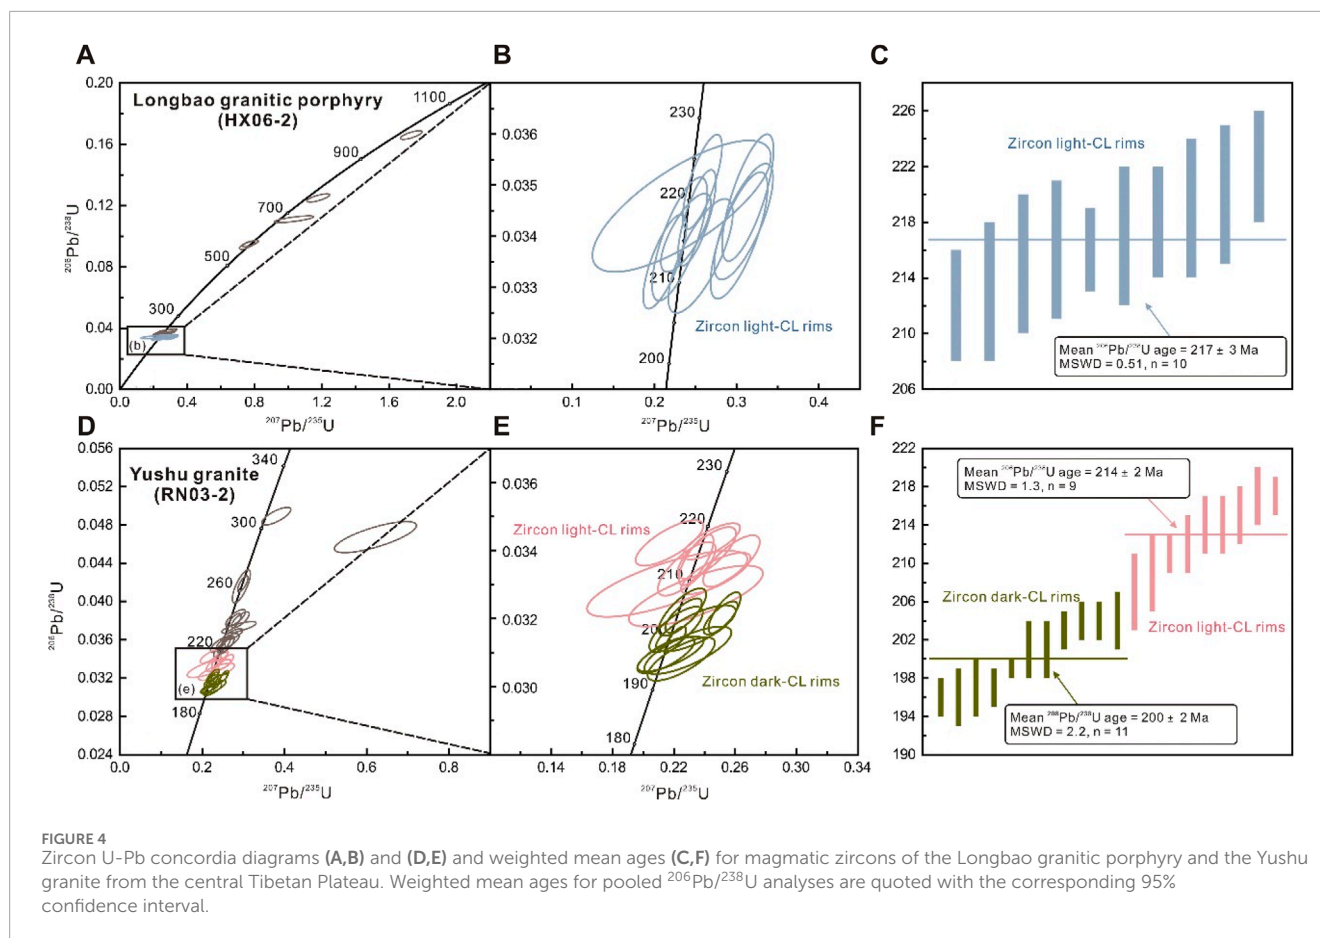 A
B
C
0.20
0.16
0.12
0.08
0.04
0.00
²⁰⁶Pb/²³⁸U
Longbao granitic porphyry
(HX06-2)
1100
900
700
500
300
(b)
0.0
0.4
0.8
1.2
1.6
2.0
²⁰⁷Pb/²³⁵U
0.036
0.035
0.034
0.033
0.032
230
220
210
200
Zircon light-CL rims
0.1
0.2
0.3
0.4
²⁰⁷Pb/²³⁵U
226
222
218
214
210
206
Zircon light-CL rims
Mean ²⁰⁶Pb/²³⁸U age = 217 ± 3 Ma
MSWD = 0.51, n = 10
D
E
F
0.056
0.052
0.048
0.044
0.040
0.036
0.032
0.028
0.024
²⁰⁶Pb/²³⁸U
Yushu granite
(RN03-2)
340
300
260
220
180
(e)
0.0
0.2
0.4
0.6
0.8
²⁰⁷Pb/²³⁵U
0.036
0.034
0.032
0.030
230
220
210
200
190
180
Zircon light-CL rims
Zircon dark-CL rims
0.14
0.18
0.22
0.26
0.30
0.34
²⁰⁷Pb/²³⁵U
222
218
214
210
206
202
198
194
190
Mean ²⁰⁶Pb/²³⁸U age = 214 ± 2 Ma
MSWD = 1.3, n = 9
Zircon dark-CL rims
Zircon light-CL rims
Mean ²⁰⁶Pb/²³⁸U age = 200 ± 2 Ma
MSWD = 2.2, n = 11
FIGURE 4
Zircon U-Pb concordia diagrams (A,B) and (D,E) and weighted mean ages (C,F) for magmatic zircons of the Longbao granitic porphyry and the Yushu
granite from the central Tibetan Plateau. Weighted mean ages for pooled ²⁰⁶Pb/²³⁸U analyses are quoted with the corresponding 95%
confidence interval.